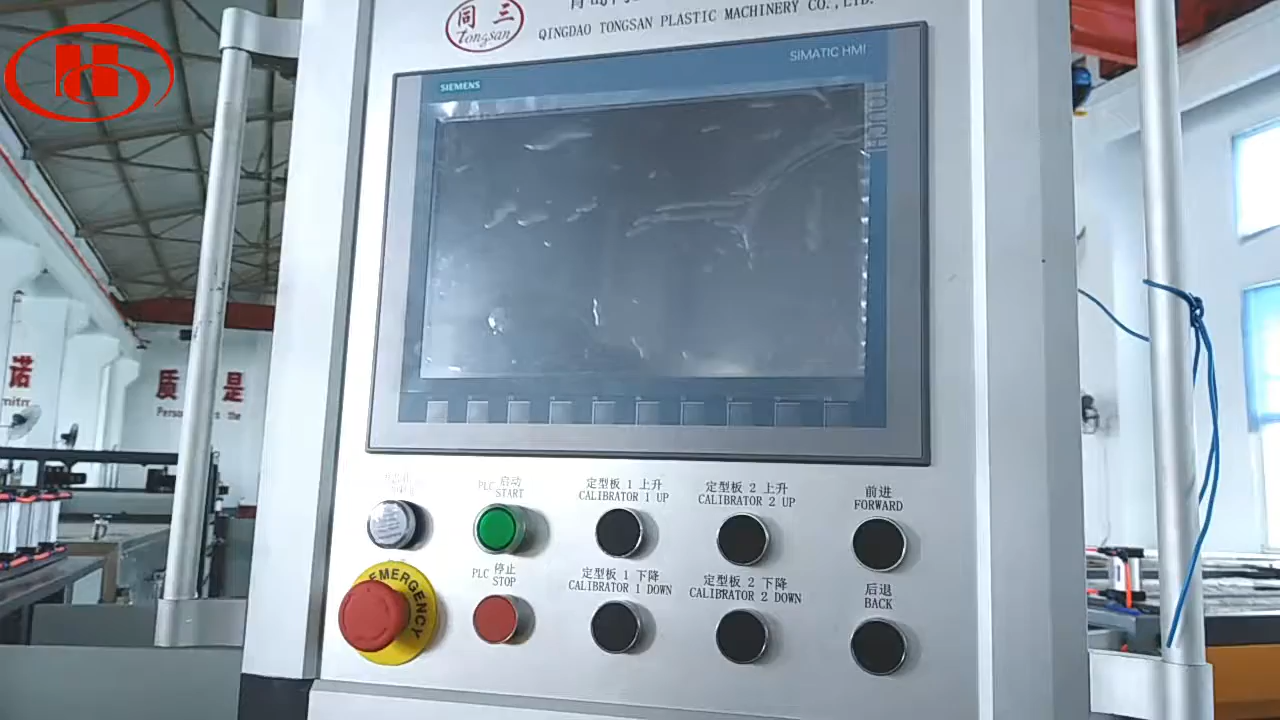 同三
Tongsan
QINGDAO TONGSAN PLASTIC MACHINERY CO.,LTD.
SIEMENS
SIMATIC HMI
TOUCH
诺
质 是
the
PLC 启动
START
定型板 1 上升
CALIBRATOR 1 UP
定型板 2 上升
CALIBRATOR 2 UP
前进
FORWARD
PLC 停止
STOP
定型板 1 下降
CALIBRATOR 1 DOWN
定型板 2 下降
CALIBRATOR 2 DOWN
后退
BACK
EMERGENCY